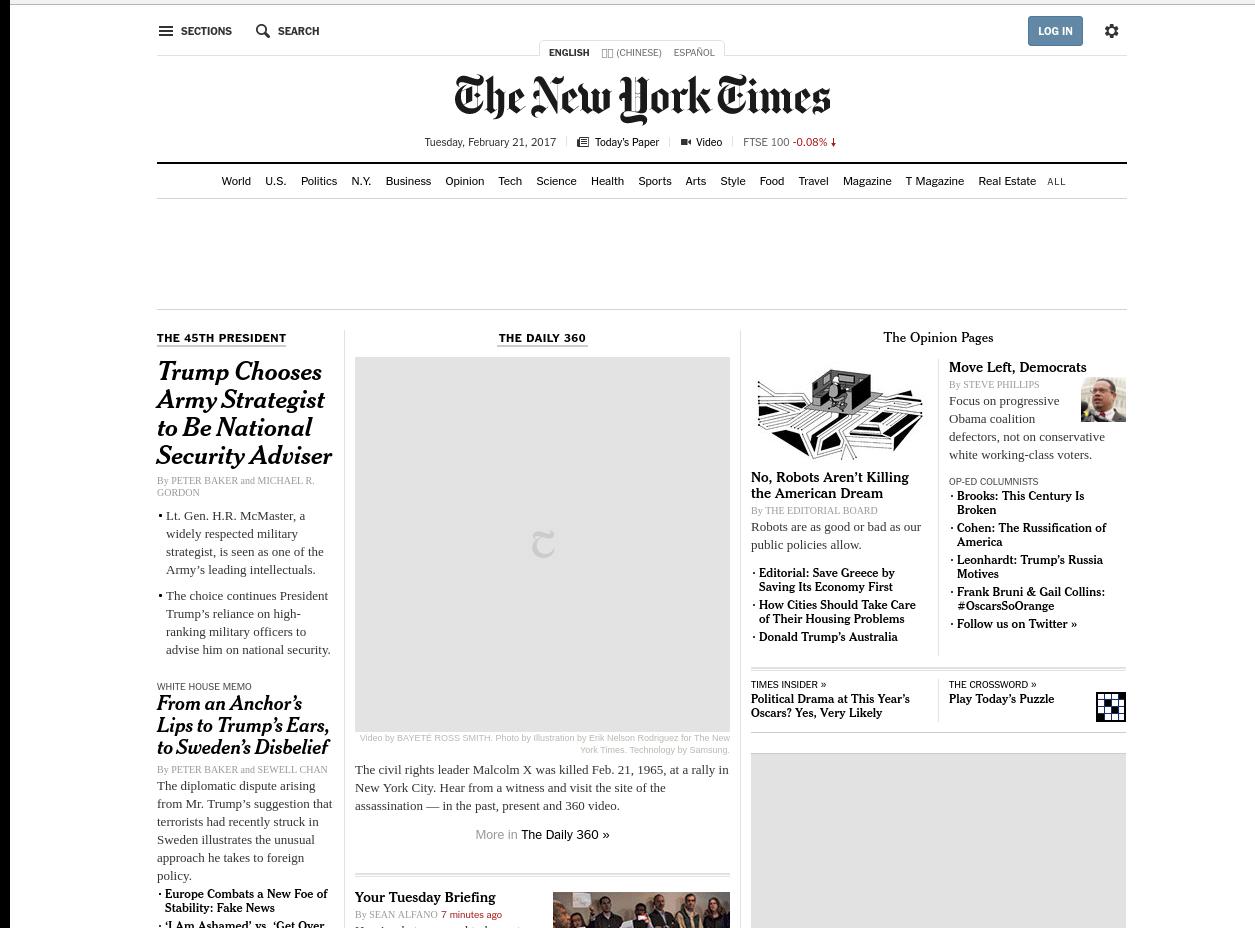 SECTIONS
SEARCH
LOG IN
ENGLISH
(CHINESE)
ESPAÑOL
The New York Times
Tuesday, February 21, 2017
Today's Paper
Video
FTSE 100 -0.08%
World
U.S.
Politics
N.Y.
Business
Opinion
Tech
Science
Health
Sports
Arts
Style
Food
Travel
Magazine
T Magazine
Real Estate
ALL
THE 45TH PRESIDENT
Trump Chooses
Army Strategist
to Be National
Security Adviser
By PETER BAKER and MICHAEL R.
GORDON
• Lt. Gen. H.R. McMaster, a
widely respected military
strategist, is seen as one of the
Army's leading intellectuals.
• The choice continues President
Trump's reliance on high-
ranking military officers to
advise him on national security.
WHITE HOUSE MEMO
From an Anchor's
Lips to Trump's Ears,
to Sweden's Disbelief
By PETER BAKER and SEWELL CHAN
The diplomatic dispute arising
from Mr. Trump's suggestion that
terrorists had recently struck in
Sweden illustrates the unusual
approach he takes to foreign
policy.
· Europe Combats a New Foe of
Stability: Fake News
· 'I Am Ashamed' vs. 'Get Over
THE DAILY 360
Video by BAYETÉ ROSS SMITH. Photo by Illustration by Erik Nelson Rodriguez for The New
York Times. Technology by Samsung.
The civil rights leader Malcolm X was killed Feb. 21, 1965, at a rally in
New York City. Hear from a witness and visit the site of the
assassination — in the past, present and 360 video.
More in The Daily 360 »
Your Tuesday Briefing
By SEAN ALFANO 7 minutes ago
The Opinion Pages
No, Robots Aren't Killing
the American Dream
By THE EDITORIAL BOARD
Robots are as good or bad as our
public policies allow.
· Editorial: Save Greece by
Saving Its Economy First
· How Cities Should Take Care
of Their Housing Problems
· Donald Trump's Australia
Move Left, Democrats
By STEVE PHILLIPS
Focus on progressive
Obama coalition
defectors, not on conservative
white working-class voters.
OP-ED COLUMNISTS
· Brooks: This Century Is
Broken
· Cohen: The Russification of
America
· Leonhardt: Trump's Russia
Motives
· Frank Bruni & Gail Collins:
#OscarsSoOrange
· Follow us on Twitter »
TIMES INSIDER »
Political Drama at This Year's
Oscars? Yes, Very Likely
THE CROSSWORD »
Play Today's Puzzle